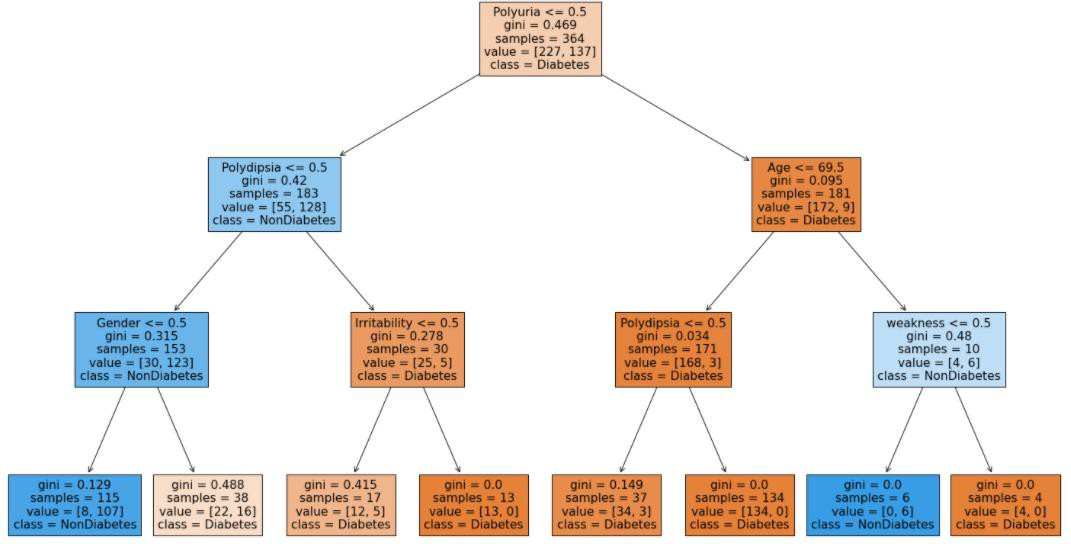 Polyuria <= 0.5
gini = 0.469
samples = 364
value = [227, 137]
class = Diabetes
Polydipsia <= 0.5
gini = 0.42
samples = 183
value = [55, 128]
class = NonDiabetes
Age <= 69.5
gini = 0.095
samples = 181
value = [172, 9]
class = Diabetes
Gender <= 0.5
gini = 0.315
samples = 153
value = [30, 123]
class = NonDiabetes
Irritability <= 0.5
gini = 0.278
samples = 30
value = [25, 5]
class = Diabetes
Polydipsia <= 0.5
gini = 0.034
samples = 171
value = [168, 3]
class = Diabetes
weakness <= 0.5
gini = 0.48
samples = 10
value = [4, 6]
class = NonDiabetes
gini = 0.129
samples = 115
value = [8, 107]
class = NonDiabetes
gini = 0.488
samples = 38
value = [22, 16]
class = Diabetes
gini = 0.415
samples = 17
value = [12, 5]
class = Diabetes
gini = 0.0
samples = 13
value = [13, 0]
class = Diabetes
gini = 0.149
samples = 37
value = [34, 3]
class = Diabetes
gini = 0.0
samples = 134
value = [134, 0]
class = Diabetes
gini = 0.0
samples = 6
value = [0, 6]
class = NonDiabetes
gini = 0.0
samples = 4
value = [4, 0]
class = Diabetes